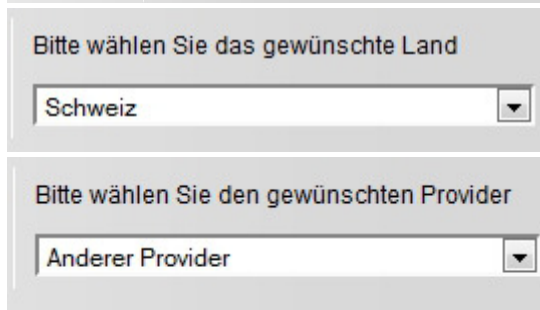 Bitte wählen Sie das gewünschte Land
Schweiz
Bitte wählen Sie den gewünschten Provider
Anderer Provider